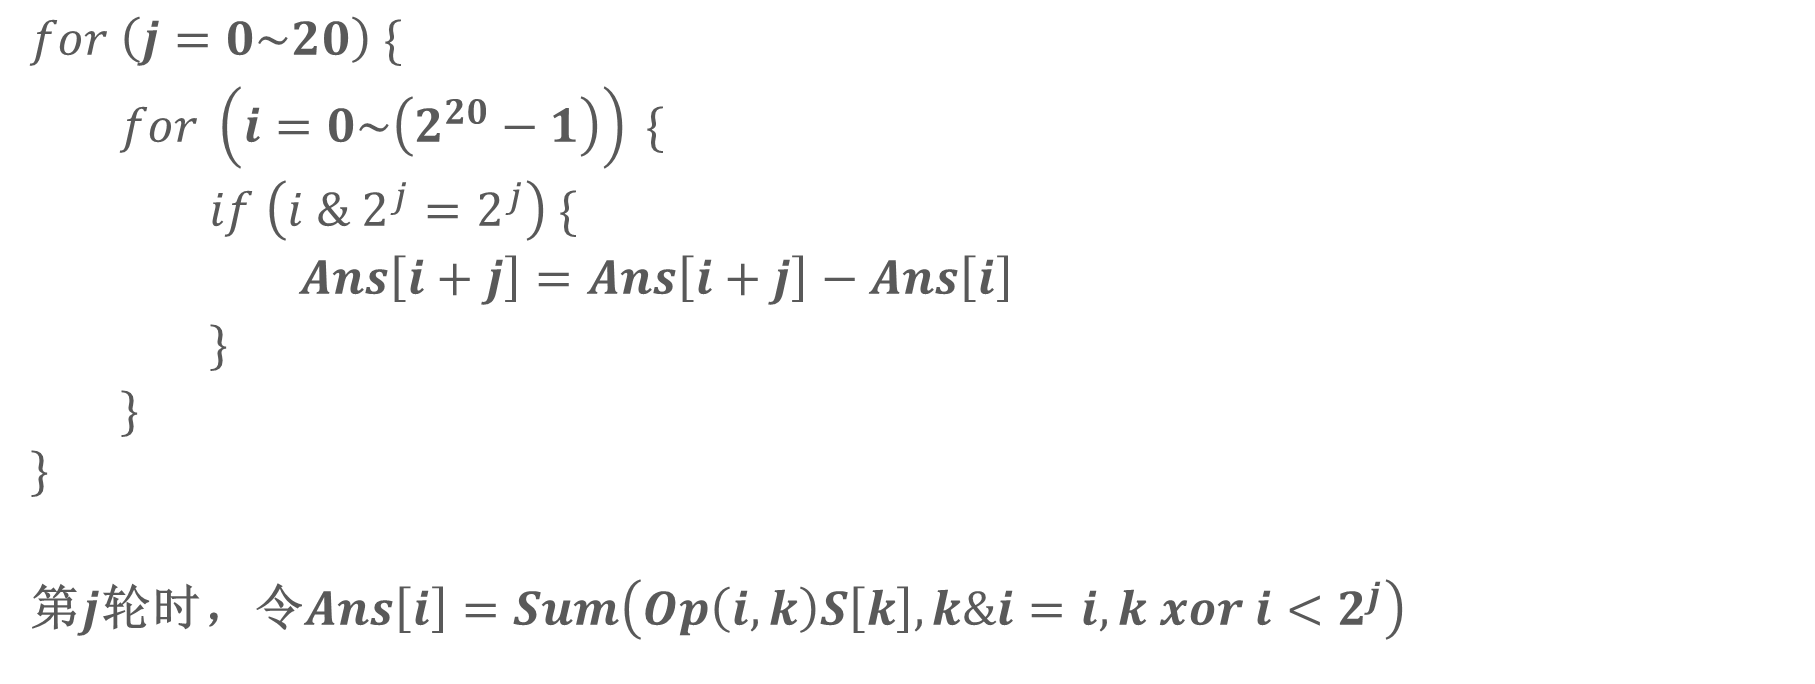 for (j = 0~20) {
for (i = 0~(2^20 − 1)) {
if (i & 2^j = 2^j) {
Ans[i + j] = Ans[i + j] − Ans[i]
}
}
}
第j轮时，令Ans[i] = Sum(Op(i, k)S[k], k&i = i, k xor i < 2^j)